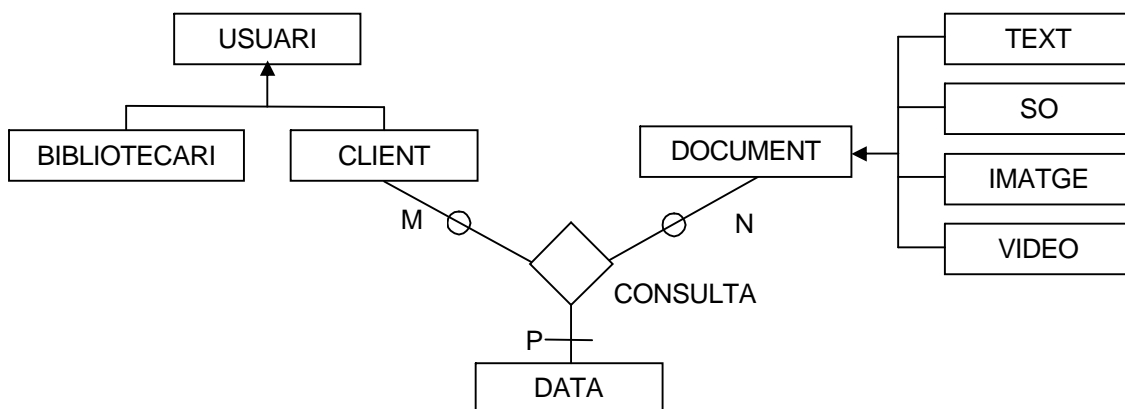 USUARI
TEXT
SO
BIBLIOTECARI
CLIENT
DOCUMENT
IMATGE
M
N
VIDEO
CONSULTA
P
DATA